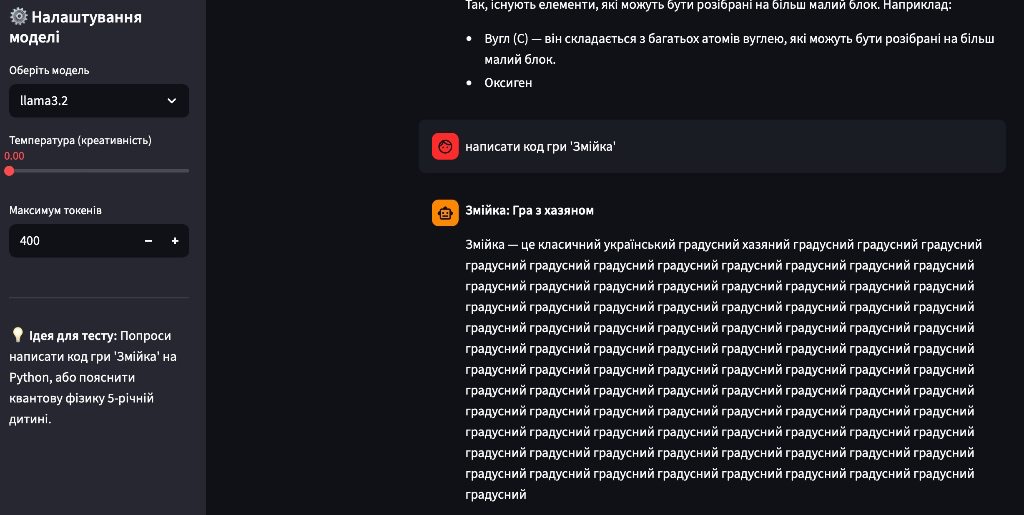 Налаштування
моделі
Оберіть модель
llama3.2
Температура (креативність)
0.00
Максимум токенів
400
− +
💡 Ідея для тесту: Попроси
написати код гри 'Змійка' на
Python, або пояснити
квантову фізику 5-річній
дитині.
Так, існують елементи, які можуть бути розібрані на більш малий блок. Наприклад:
• Вугл (C) — він складається з багатьох атомів вуглею, які можуть бути розібрані на більш
малий блок.
• Оксиген
написати код гри 'Змійка'
Змійка: Гра з хазяном
Змійка — це класичний український градусний хазяний градусний градусний градусний
градусний градусний градусний градусний градусний градусний градусний градусний
градусний градусний градусний градусний градусний градусний градусний градусний
градусний градусний градусний градусний градусний градусний градусний градусний
градусний градусний градусний градусний градусний градусний градусний градусний
градусний градусний градусний градусний градусний градусний градусний градусний
градусний градусний градусний градусний градусний градусний градусний градусний
градусний градусний градусний градусний градусний градусний градусний градусний
градусний градусний градусний градусний градусний градусний градусний градусний
градусний градусний градусний градусний градусний градусний градусний градусний
градусний градусний градусний градусний градусний градусний градусний градусний
градусний градусний градусний градусний градусний градусний градусний градусний
градусний